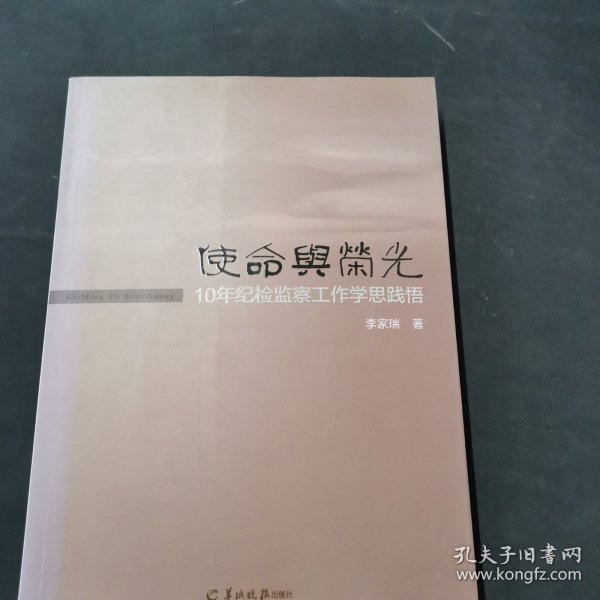 使命與榮光
ShiMing Yu RongGuang
10年纪检监察工作学思践悟
李家瑞 著
羊城晚报出版社
孔夫子旧书网
www.kongfz.com